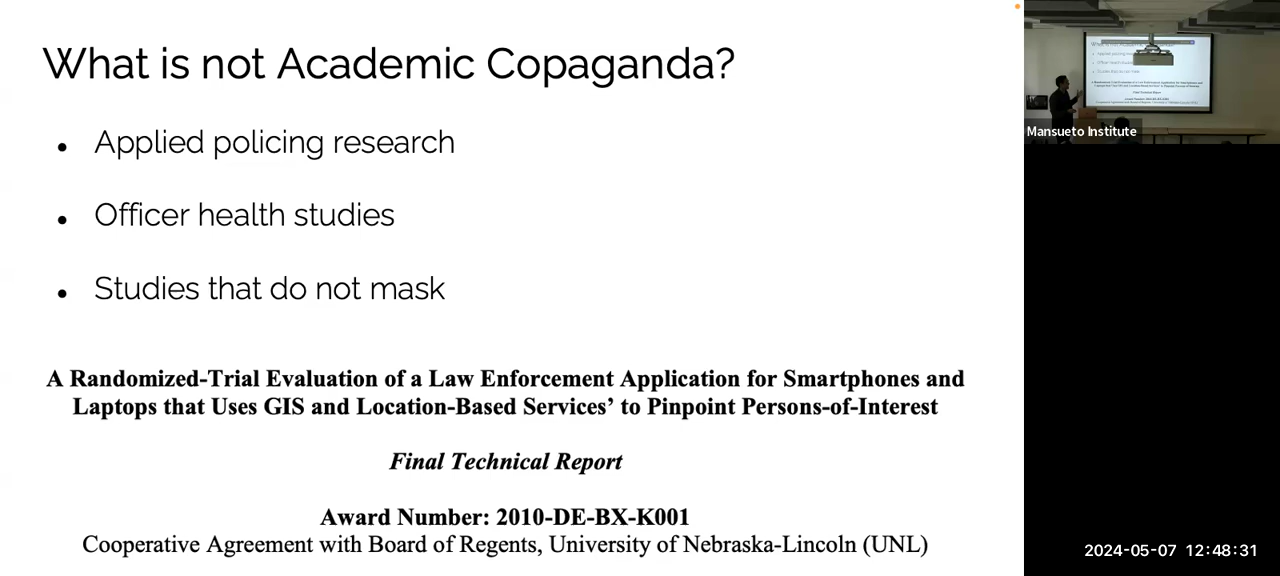 What is not Academic Copaganda?
Applied policing research
Officer health studies
Studies that do not mask
A Randomized-Trial Evaluation of a Law Enforcement Application for Smartphones and
Laptops that Uses GIS and Location-Based Services’ to Pinpoint Persons-of-Interest
Final Technical Report
Award Number: 2010-DE-BX-K001
Cooperative Agreement with Board of Regents, University of Nebraska-Lincoln (UNL)
Mansueto Institute
2024-05-07 12:48:31